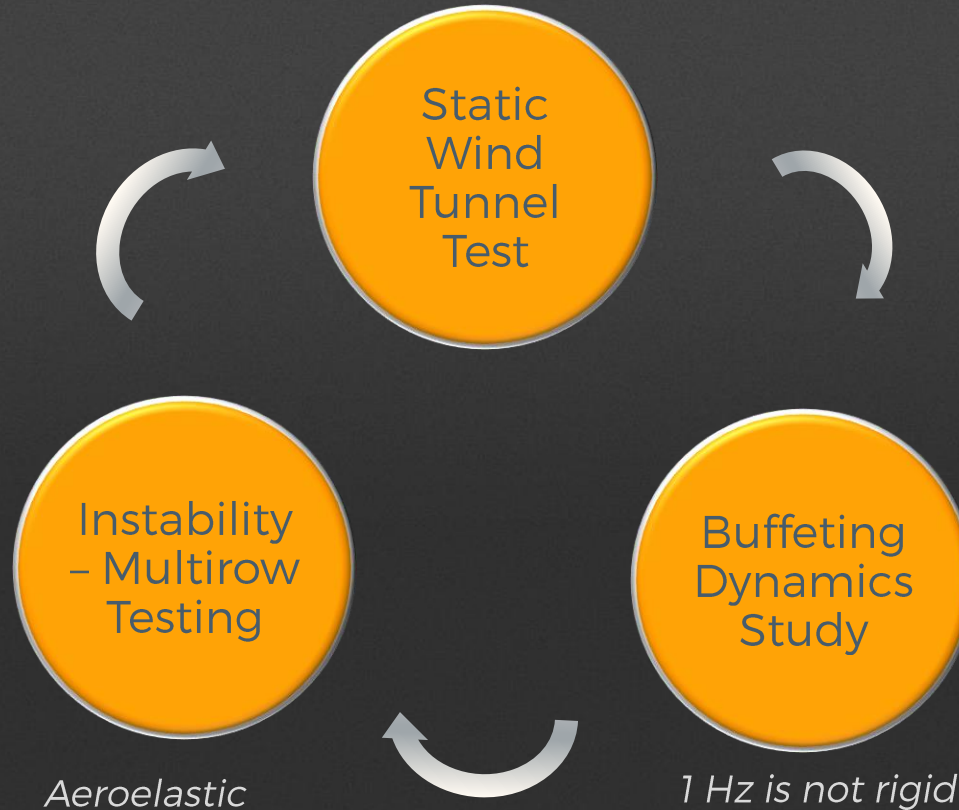 Static
Wind
Tunnel
Test
Instability
– Multirow
Testing
Buffeting
Dynamics
Study
Aeroelastic
1 Hz is not rigid